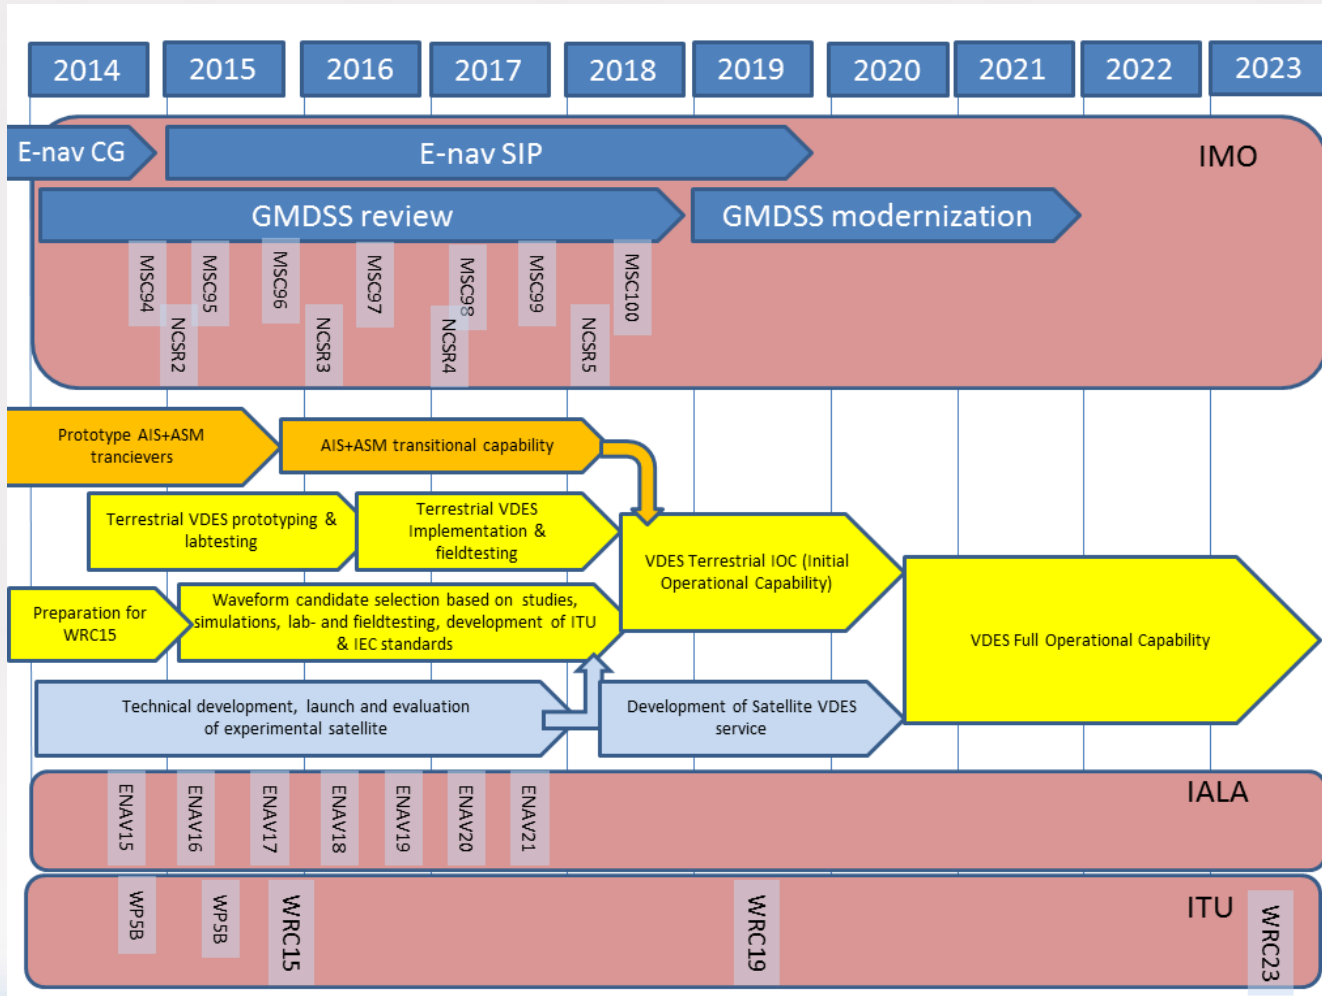 2014
2015
2016
2017
2018
2019
2020
2021
2022
2023
E-nav CG
E-nav SIP
IMO
GMDSS review
GMDSS modernization
MSC94
MSC95
MSC96
MSC97
MSC98
MSC99
MSC100
NCSR2
NCSR3
NCSR4
NCSR5
Prototype AIS+ASM
trancievers
AIS+ASM transitional capability
Terrestrial VDES prototyping &
labtesting
Terrestrial VDES
Implementation &
fieldtesting
VDES Terrestrial IOC (Initial
Operational Capability)
Preparation for
WRC15
Waveform candidate selection based on studies,
simulations, lab- and fieldtesting, development of ITU
& IEC standards
VDES Full Operational Capability
Technical development, launch and evaluation
of experimental satellite
Development of Satellite VDES
service
IALA
ENAV15
ENAV16
ENAV17
ENAV18
ENAV19
ENAV20
ENAV21
ITU
WP5B
WP5B
WRC15
WRC19
WRC23